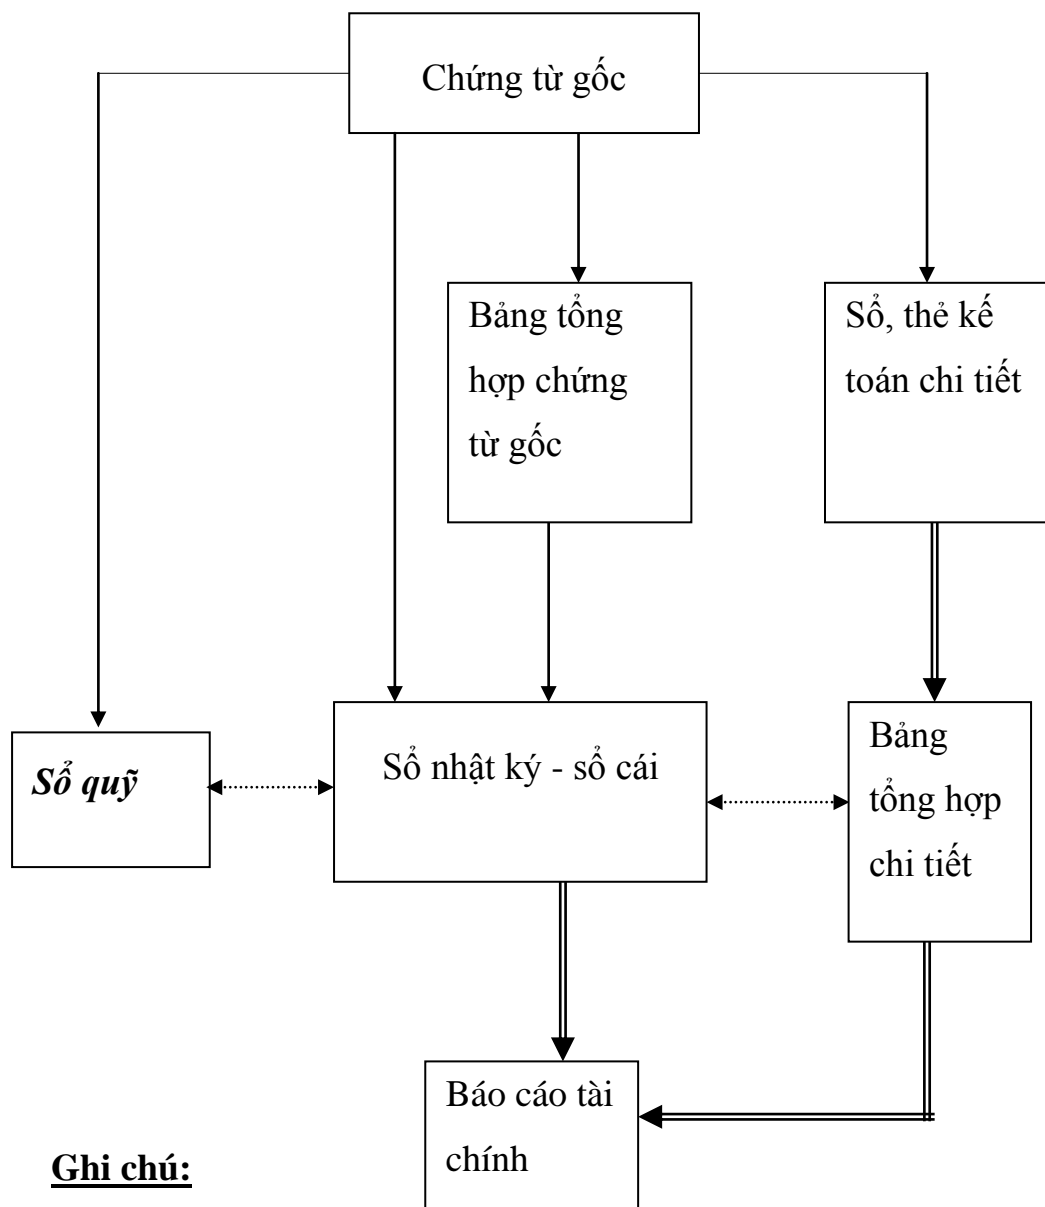 Chứng từ gốc
Bảng tổng
hợp chứng
từ gốc
Sổ, thẻ kế
toán chi tiết
Sổ quỹ
Sổ nhật ký - sổ cái
Bảng
tổng hợp
chi tiết
Báo cáo tài
chính
Ghi chú: